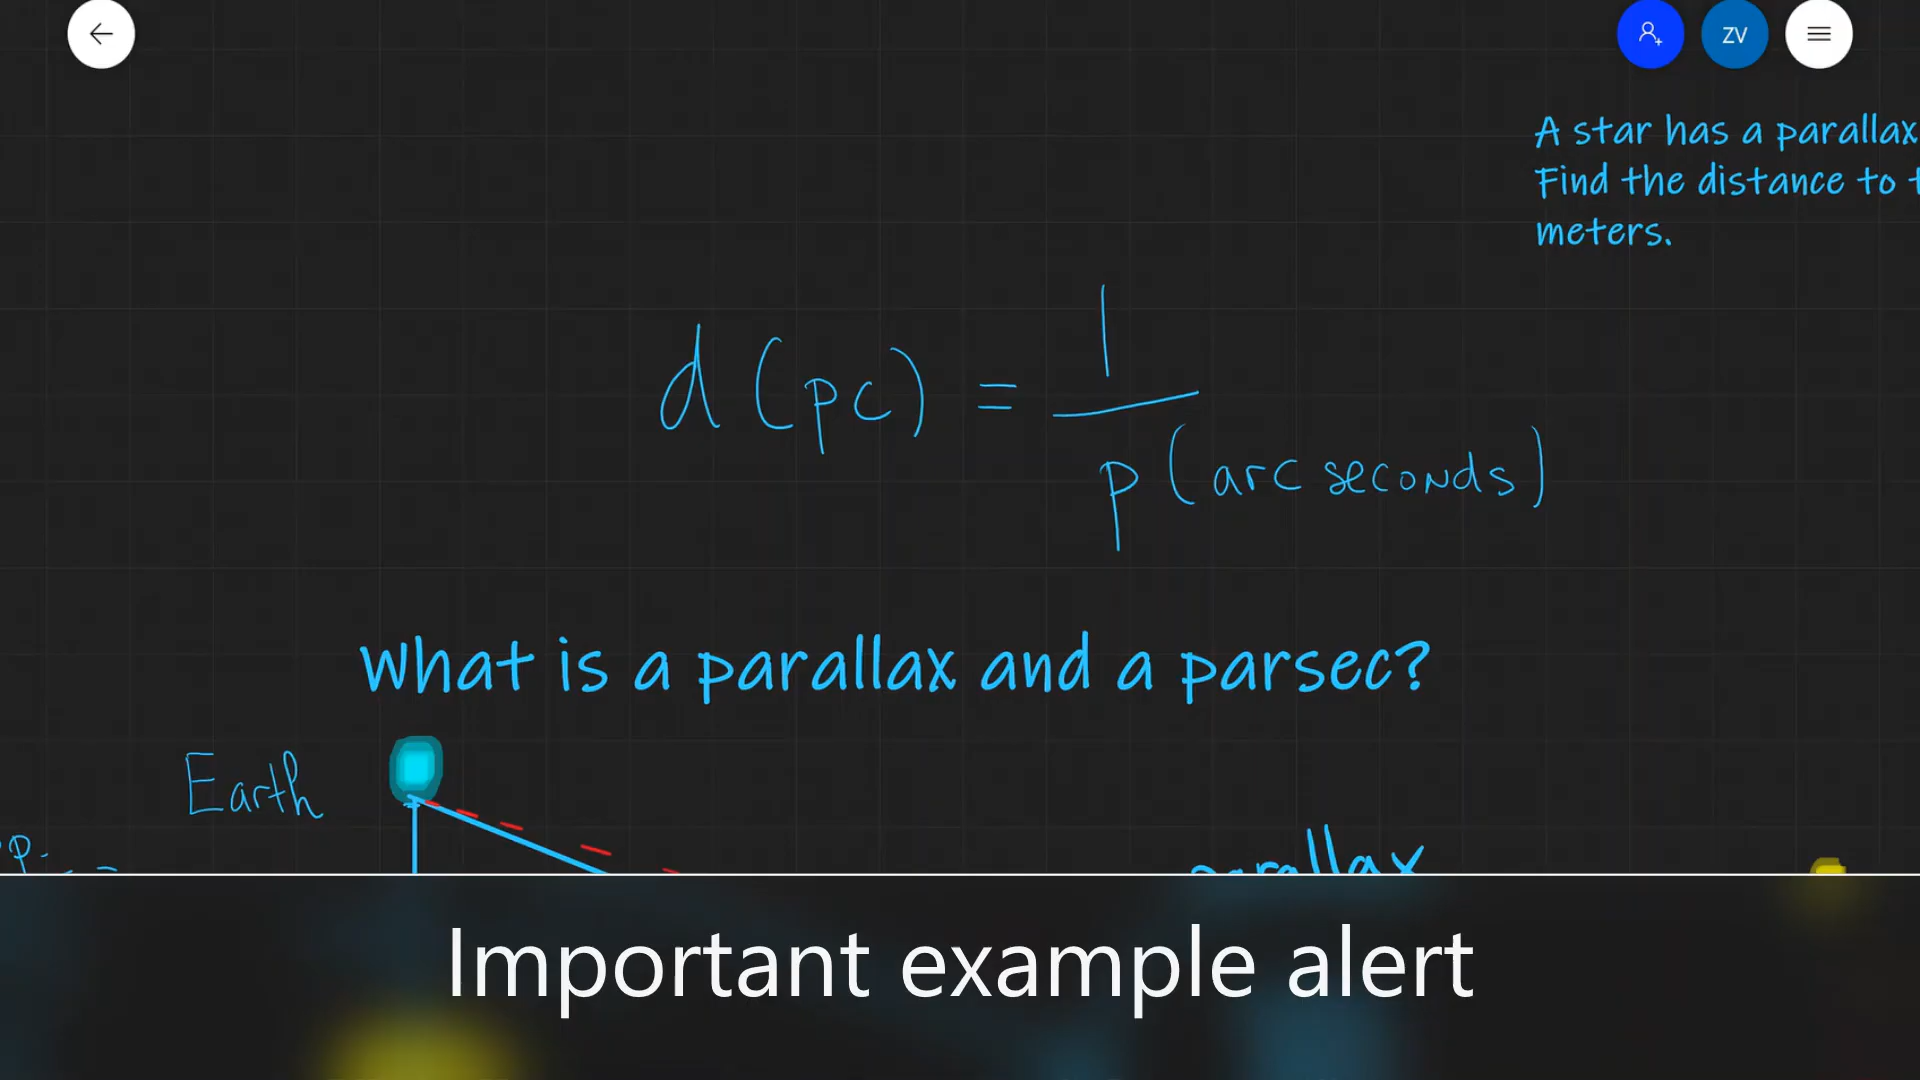 ZV
A star has a parallax
Find the distance to
meters.
d (pc) = 1 / p (arc seconds)
What is a parallax and a parsec?
Earth
parallax
Important example alert